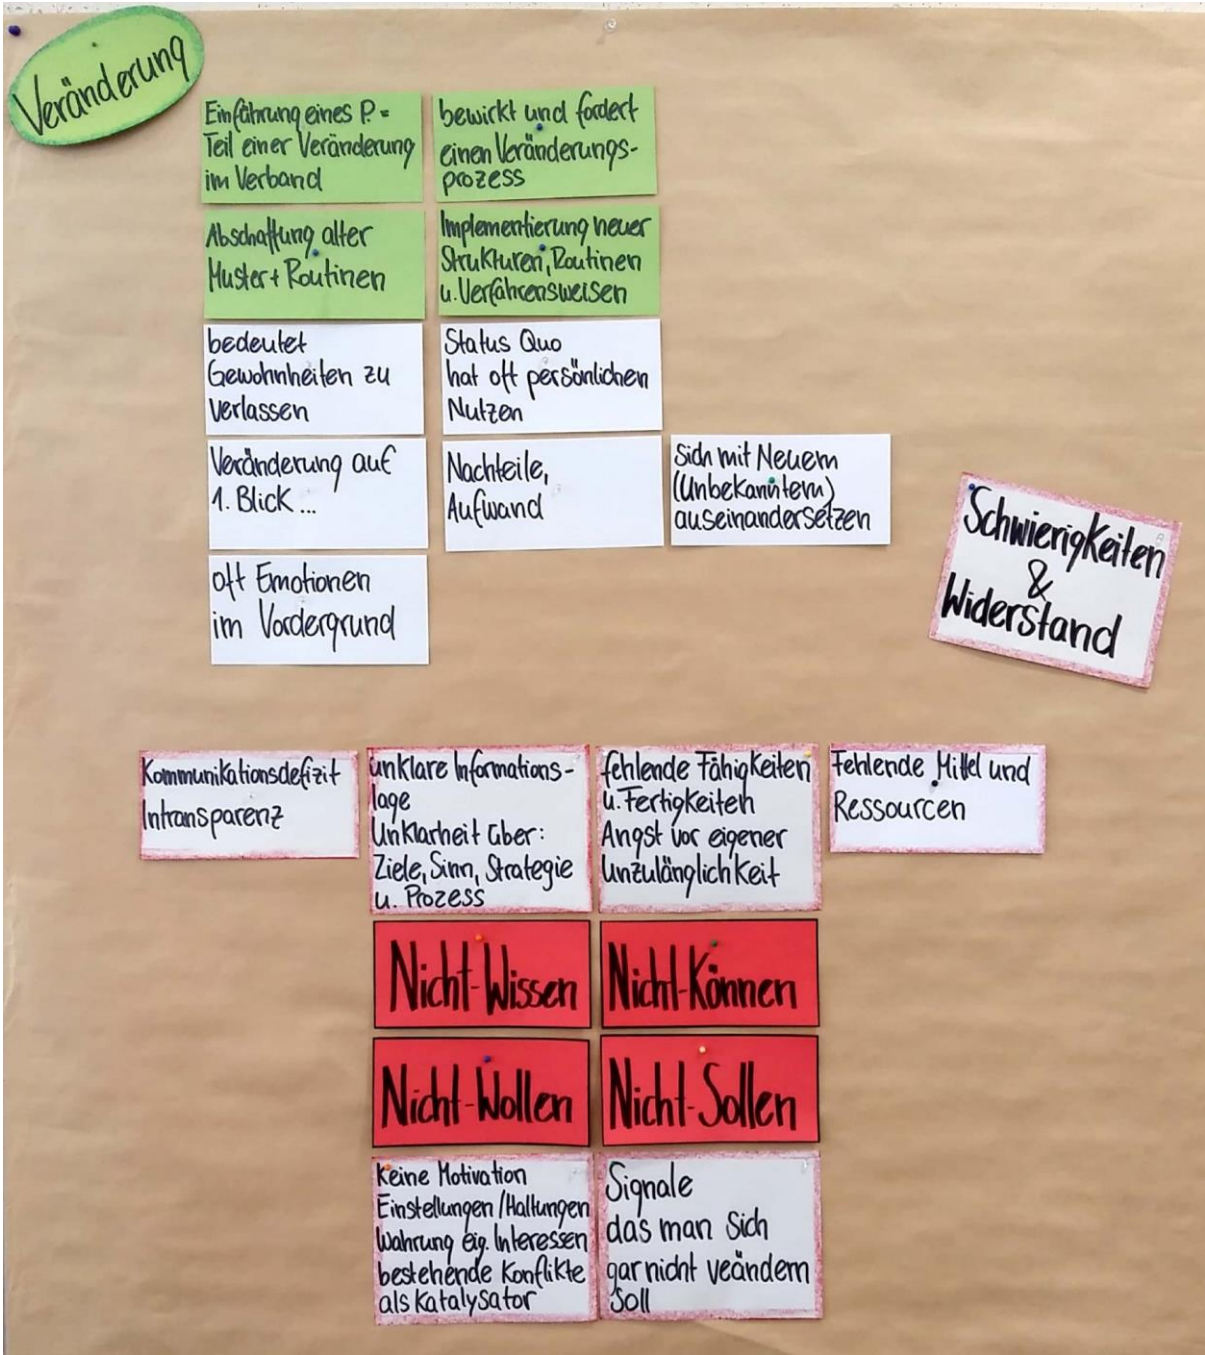 Veränderung
Einführung eines P. =
Teil einer Veränderung
im Verband
bewirkt und fordert
einen Veränderungs-
prozess
Abschaffung alter
Muster + Routinen
Implementierung neuer
Strukturen, Routinen
u. Verfahrensweisen
bedeutet
Gewohnheiten zu
verlassen
Status Quo
hat oft persönlichen
Nutzen
Veränderung auf
1. Blick ...
Nachteile,
Aufwand
Sich mit Neuem
(Unbekanntem)
auseinandersetzen
oft Emotionen
im Vordergrund
Schwierigkeiten
&
Widerstand
Kommunikationsdefizit
Intransparenz
unklare Informations-
lage
Unklarheit über:
Ziele, Sinn, Strategie
u. Prozess
fehlende Fähigkeiten
u. Fertigkeiten
Angst vor eigener
Unzulänglichkeit
Fehlende Mittel und
Ressourcen
Nicht-Wissen
Nicht-Können
Nicht-Wollen
Nicht-Sollen
Keine Motivation
Einstellungen/Haltungen
Wahrung eig. Interessen
bestehende Konflikte
als Katalysator
Signale
das man sich
gar nicht veändern
soll